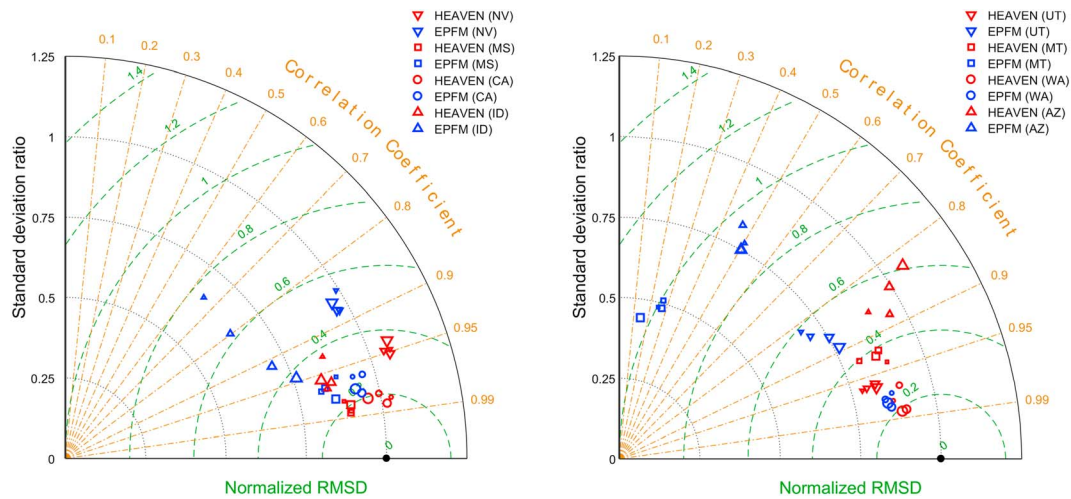 HEAVEN (NV)
EPFM (NV)
HEAVEN (MS)
EPFM (MS)
HEAVEN (CA)
EPFM (CA)
HEAVEN (ID)
EPFM (ID)
Standard deviation ratio
1.25
1
0.75
0.5
0.25
0
0.1
0.2
0.3
0.4
0.5
0.6
0.7
0.8
0.9
0.95
0.99
Correlation Coefficient
1.4
1.2
1
0.8
0.6
0.4
0.2
0
Normalized RMSD
HEAVEN (UT)
EPFM (UT)
HEAVEN (MT)
EPFM (MT)
HEAVEN (WA)
EPFM (WA)
HEAVEN (AZ)
EPFM (AZ)
Standard deviation ratio
1.25
1
0.75
0.5
0.25
0
0.1
0.2
0.3
0.4
0.5
0.6
0.7
0.8
0.9
0.95
0.99
Correlation Coefficient
1.4
1.2
1
0.8
0.6
0.4
0.2
0
Normalized RMSD